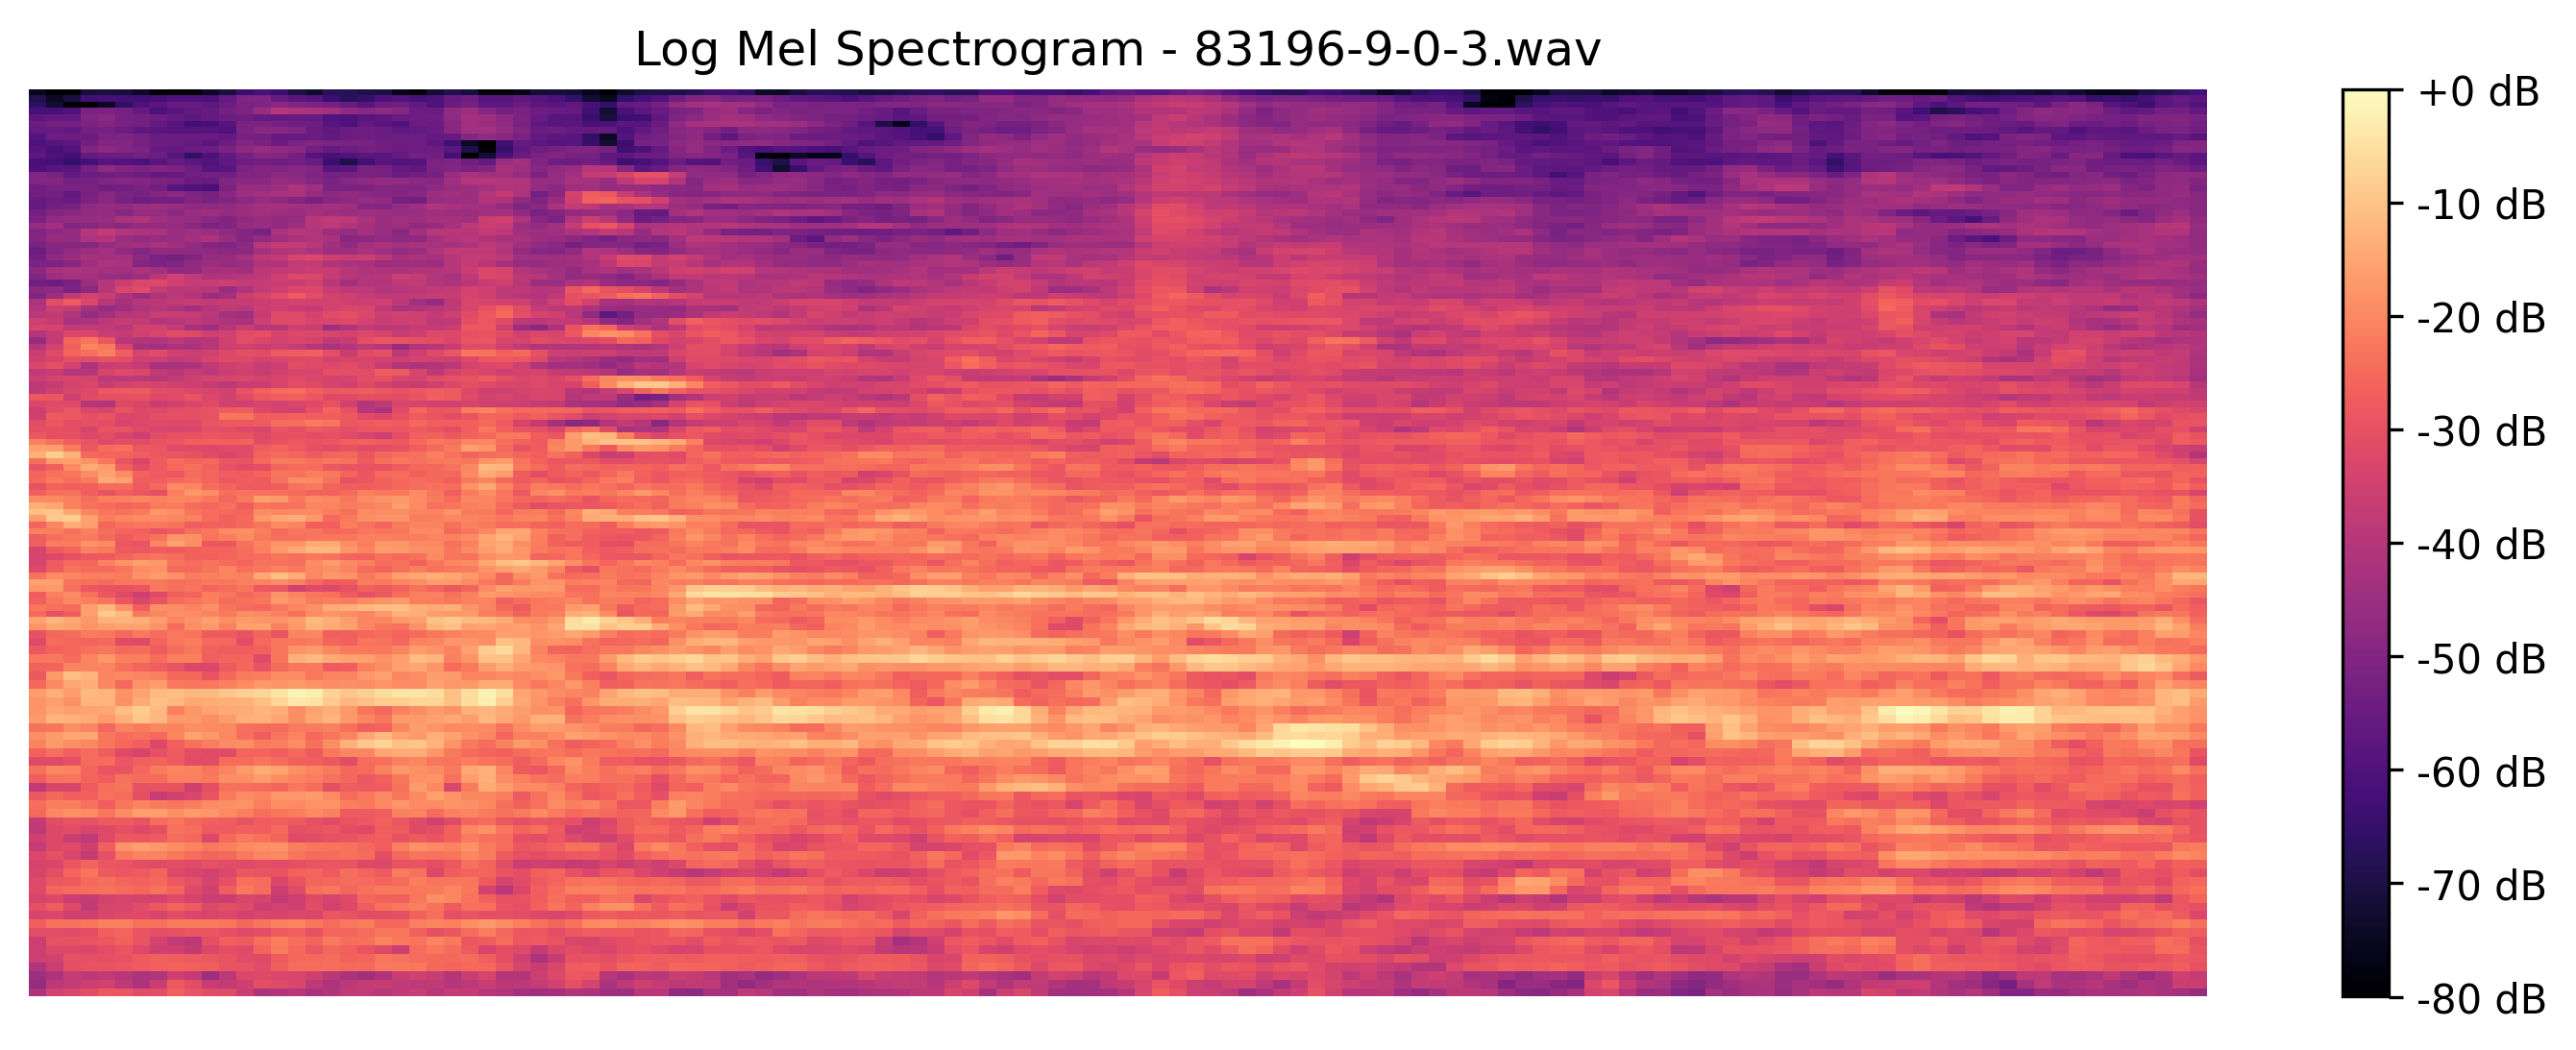 Log Mel Spectrogram - 83196-9-0-3.wav
+0 dB
-10 dB
-20 dB
-30 dB
-40 dB
-50 dB
-60 dB
-70 dB
-80 dB